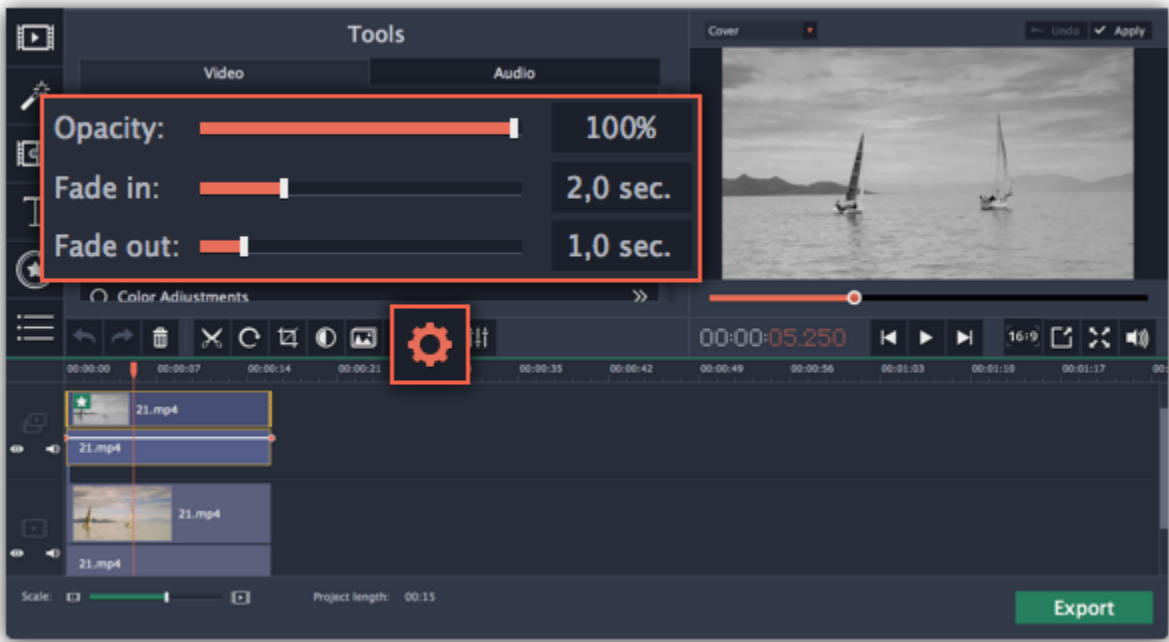 Tools
Cover
Undo
Apply
Video
Audio
Opacity: 100%
Fade in: 2,0 sec.
Fade out: 1,0 sec.
Color Adjustments
00:00:05.250
16:9
00:00:00 00:00:07 00:00:14 00:00:21 00:00:35 00:00:42 00:00:49 00:00:56 00:01:03 00:01:10 00:01:17
21.mp4
21.mp4
21.mp4
21.mp4
Scale:
Project length: 00:15
Export